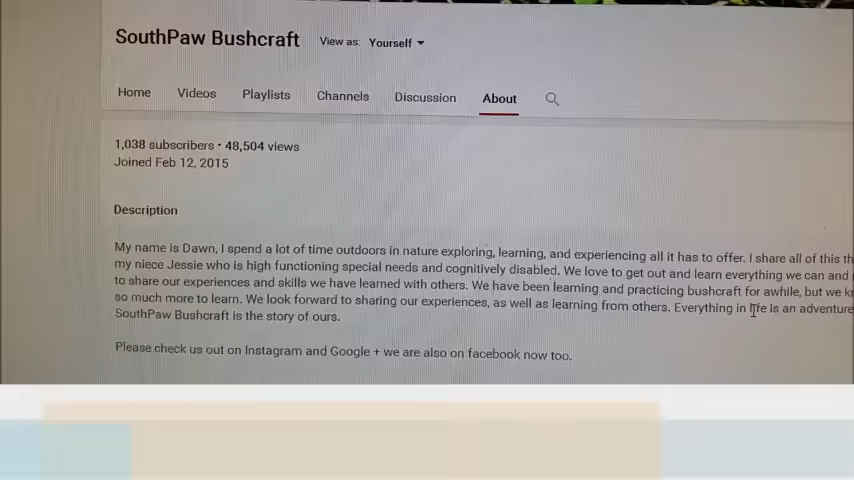 SouthPaw Bushcraft View as: Yourself
Home Videos Playlists Channels Discussion About
1,038 subscribers • 48,504 views
Joined Feb 12, 2015
Description
My name is Dawn, I spend a lot of time outdoors in nature exploring, learning, and experiencing all it has to offer. I share all of this
my niece Jessie who is high functioning special needs and cognitively disabled. We love to get out and learn everything we can and
to share our experiences and skills we have learned with others. We have been learning and practicing bushcraft for awhile, but we
so much more to learn. We look forward to sharing our experiences, as well as learning from others. Everything in life is an adventure
SouthPaw Bushcraft is the story of ours.
Please check us out on Instagram and Google + we are also on facebook now too.